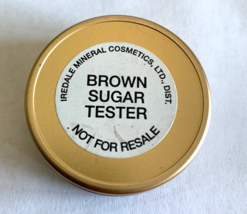 IREDALE MINERAL COSMETICS, LTD., DIST.
BROWN
SUGAR
TESTER
NOT FOR RESALE